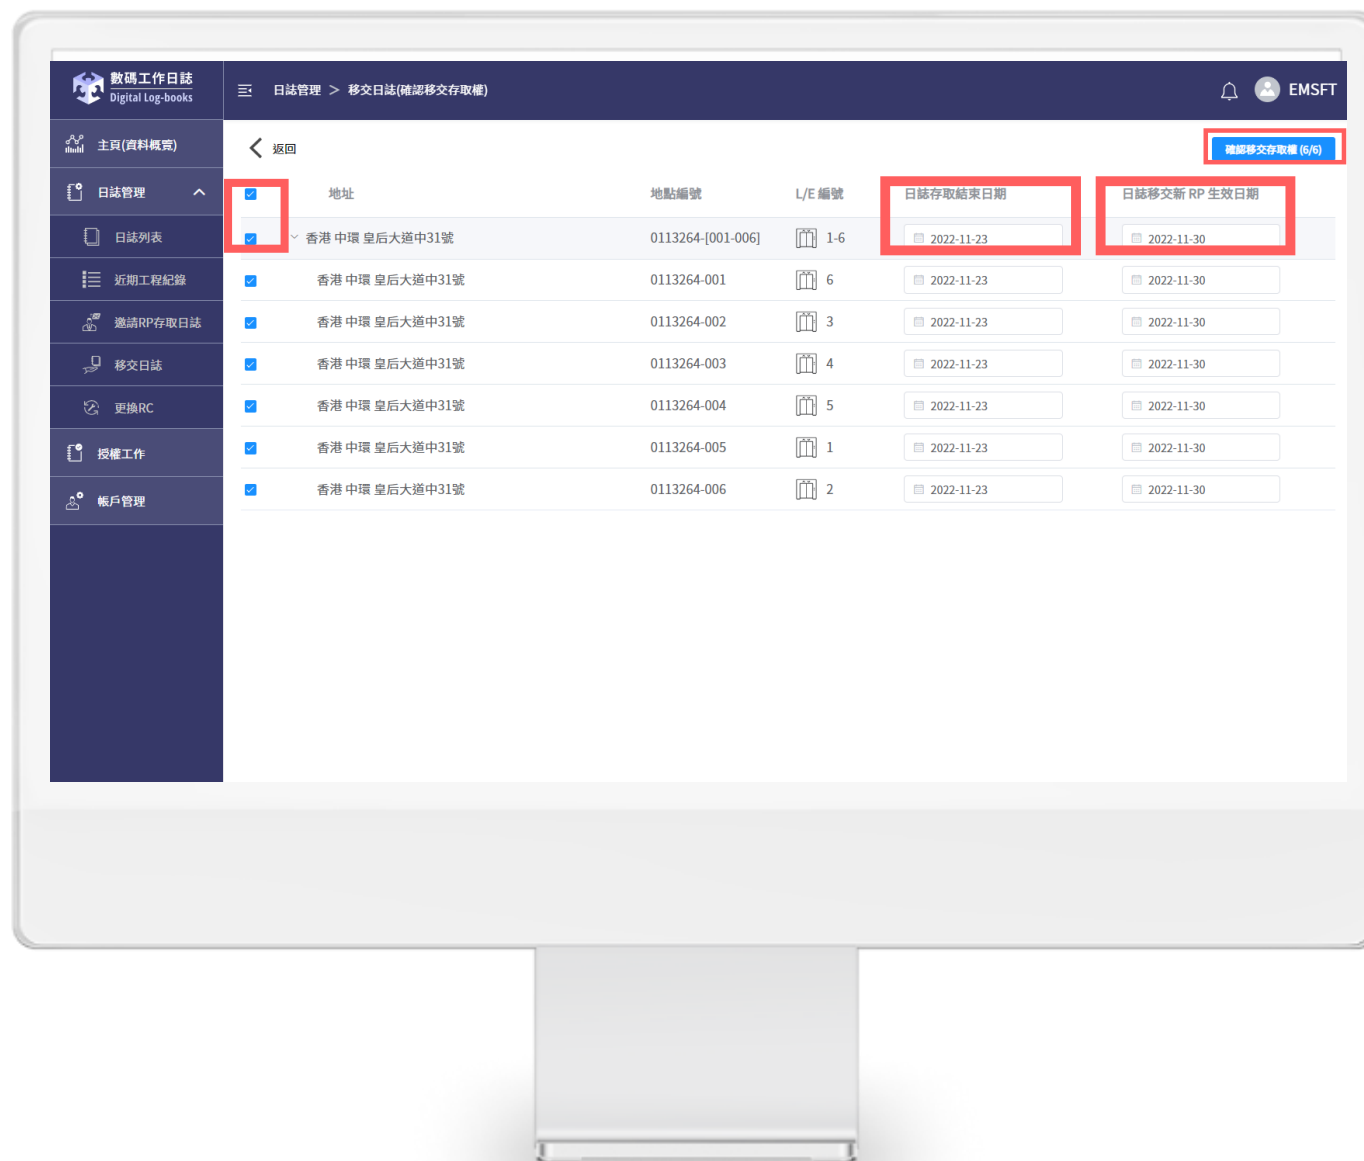 數碼工作日誌
Digital Log-books
日誌管理 > 移交日誌(確認移交存取權)
EMSFT
主頁(資料概覽)
日誌管理
日誌列表
近期工程紀錄
邀請RP存取日誌
移交日誌
更換RC
授權工作
帳戶管理
返回
確認移交存取權 (6/6)
地址 地點編號 L/E 編號 日誌存取結束日期 日誌移交新 RP 生效日期
香港 中環 皇后大道中31號 0113264-[001-006] 1-6 2022-11-23 2022-11-30
香港 中環 皇后大道中31號 0113264-001 6 2022-11-23 2022-11-30
香港 中環 皇后大道中31號 0113264-002 3 2022-11-23 2022-11-30
香港 中環 皇后大道中31號 0113264-003 4 2022-11-23 2022-11-30
香港 中環 皇后大道中31號 0113264-004 5 2022-11-23 2022-11-30
香港 中環 皇后大道中31號 0113264-005 1 2022-11-23 2022-11-30
香港 中環 皇后大道中31號 0113264-006 2 2022-11-23 2022-11-30